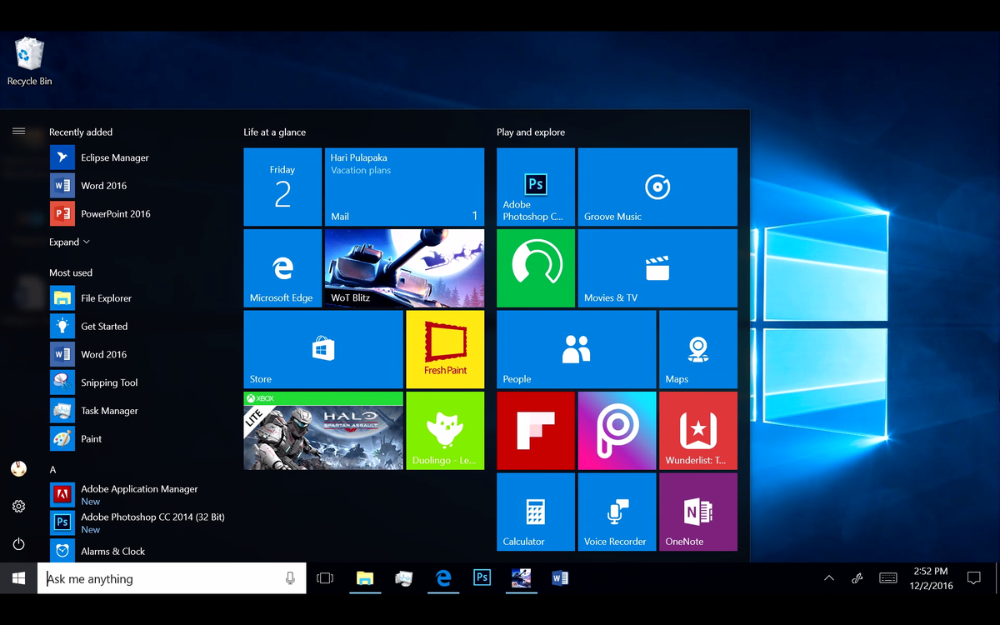 Recycle Bin
Recently added
Eclipse Manager
Word 2016
PowerPoint 2016
Expand
Most used
File Explorer
Get Started
Word 2016
Snipping Tool
Task Manager
Paint
A
Adobe Application Manager
New
Adobe Photoshop CC 2014 (32 Bit)
New
Alarms & Clock
Life at a glance
Friday
2
Hari Pulapaka
Vacation plans
Mail
1
Microsoft Edge
WoT Blitz
Store
Fresh Paint
XBOX
LITE
HALO
SPARTAN ASSAULT
Duolingo - Le...
Play and explore
Ps
Adobe
Photoshop C...
Groove Music
Movies & TV
People
Maps
Wunderlist: T...
Calculator
Voice Recorder
N
OneNote
Ask me anything
Ps
2:52 PM
12/2/2016